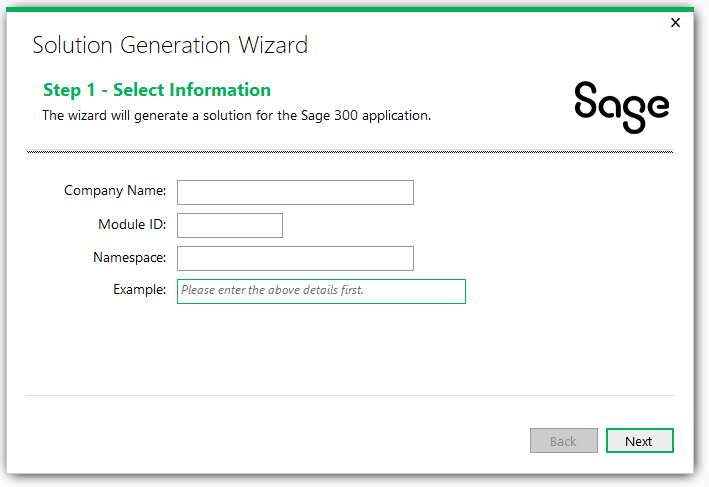 Solution Generation Wizard
Step 1 - Select Information
The wizard will generate a solution for the Sage 300 application.
Sage
Company Name:
Module ID:
Namespace:
Example: Please enter the above details first.
Back Next